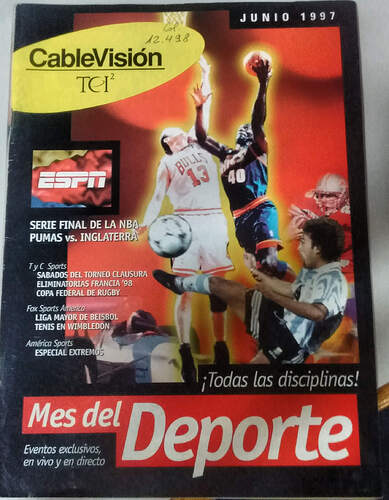 JUNIO 1997
Col
12.498
CableVisión
TCI²
ESPN
BULLS
13
40
SERIE FINAL DE LA NBA
PUMAS vs. INGLATERRA
T y C Sports
SABADOS DEL TORNEO CLAUSURA
ELIMINATORIAS FRANCIA '98
COPA FEDERAL DE RUGBY
Fox Sports Americas
LIGA MAYOR DE BEISBOL
TENIS EN WIMBLEDON
América Sports
ESPECIAL EXTREMOS
¡Todas las disciplinas!
Mes del
Deporte
Eventos exclusivos,
en vivo y en directo